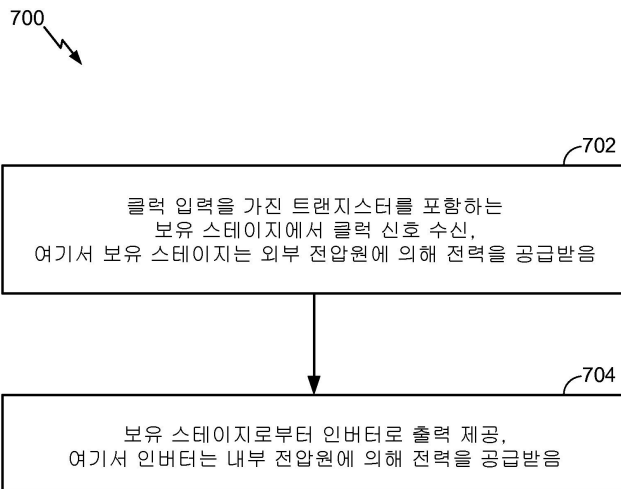 700
702
클럭 입력을 가진 트랜지스터를 포함하는
보유 스테이지에서 클럭 신호 수신,
여기서 보유 스테이지는 외부 전압원에 의해 전력을 공급받음
704
보유 스테이지로부터 인버터로 출력 제공,
여기서 인버터는 내부 전압원에 의해 전력을 공급받음